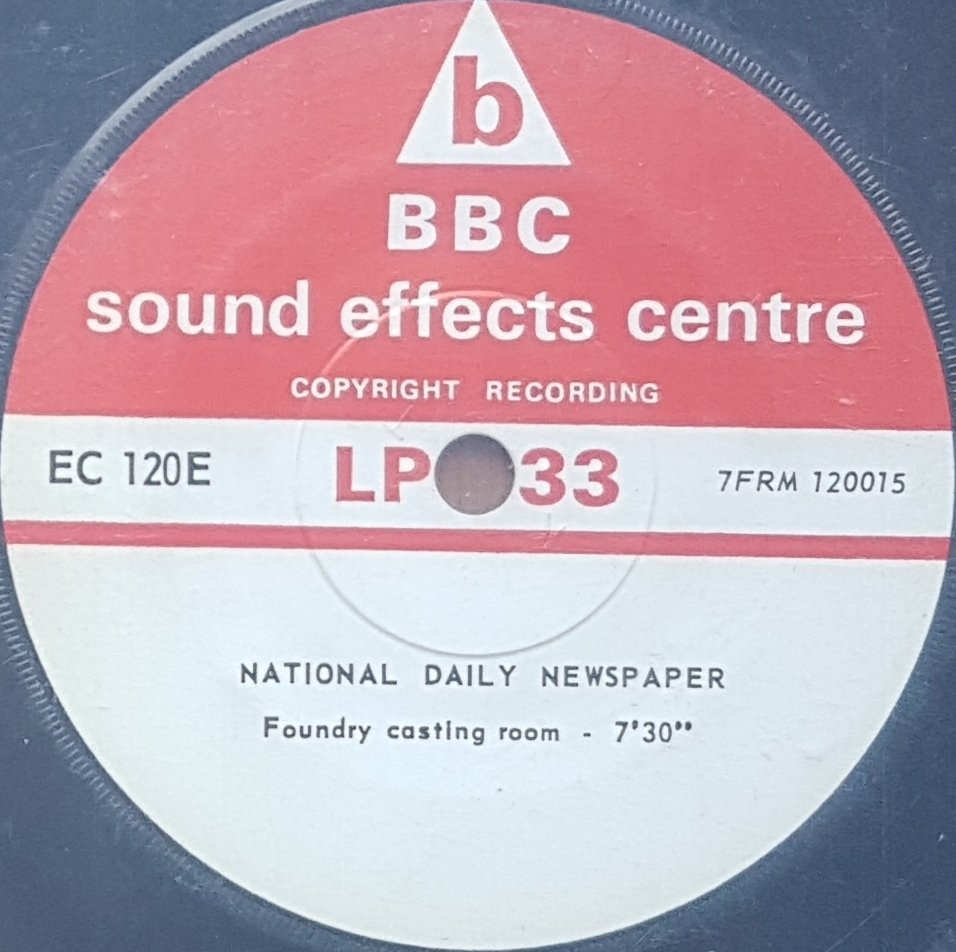 b
BBC
sound effects centre
COPYRIGHT RECORDING
EC 120E LP 33 7FRM 120015
NATIONAL DAILY NEWSPAPER
Foundry casting room - 7'30"